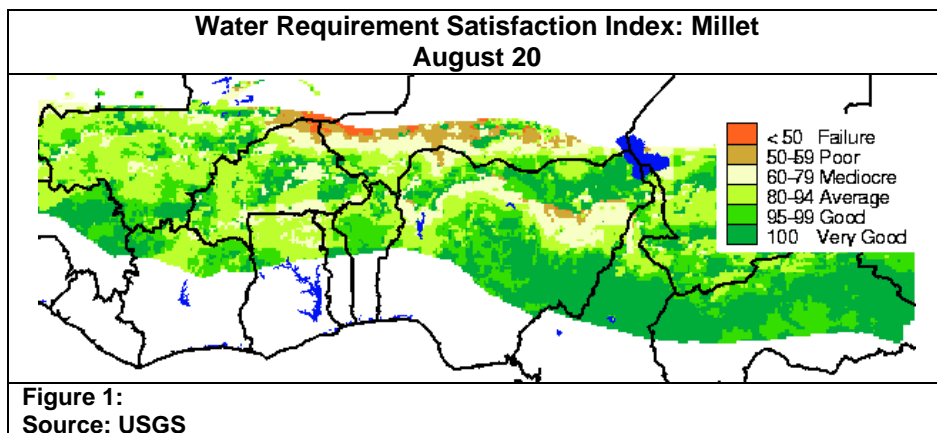 Water Requirement Satisfaction Index: Millet
August 20
<50 Failure
50-59 Poor
60-79 Mediocre
80-94 Average
95-99 Good
100 Very Good
Figure 1:
Source: USGS